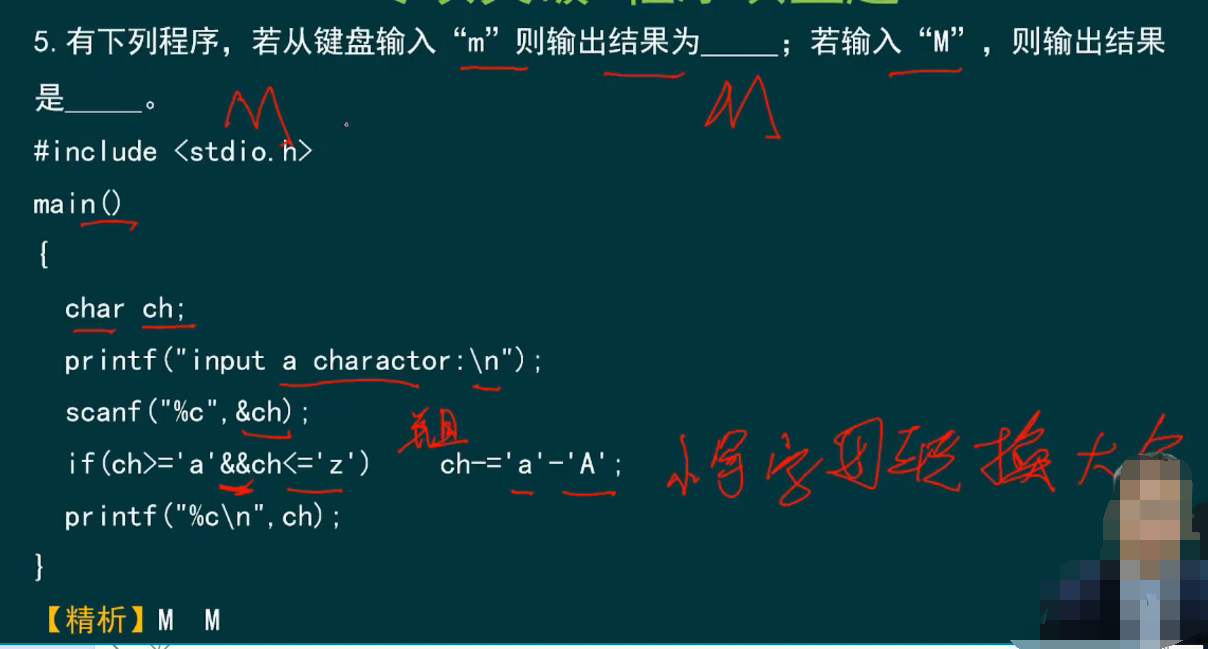 5. 有下列程序，若从键盘输入“m”则输出结果为_____；若输入“M”，则输出结果
是_____。
M M
#include <stdio.h>
main()
{
char ch;
printf("input a charactor:\n");
scanf("%c",&ch);
if(ch>='a'&&ch<='z') ch-='a'-'A';
小写字母转换大
printf("%c\n",ch);
}
【精析】M M